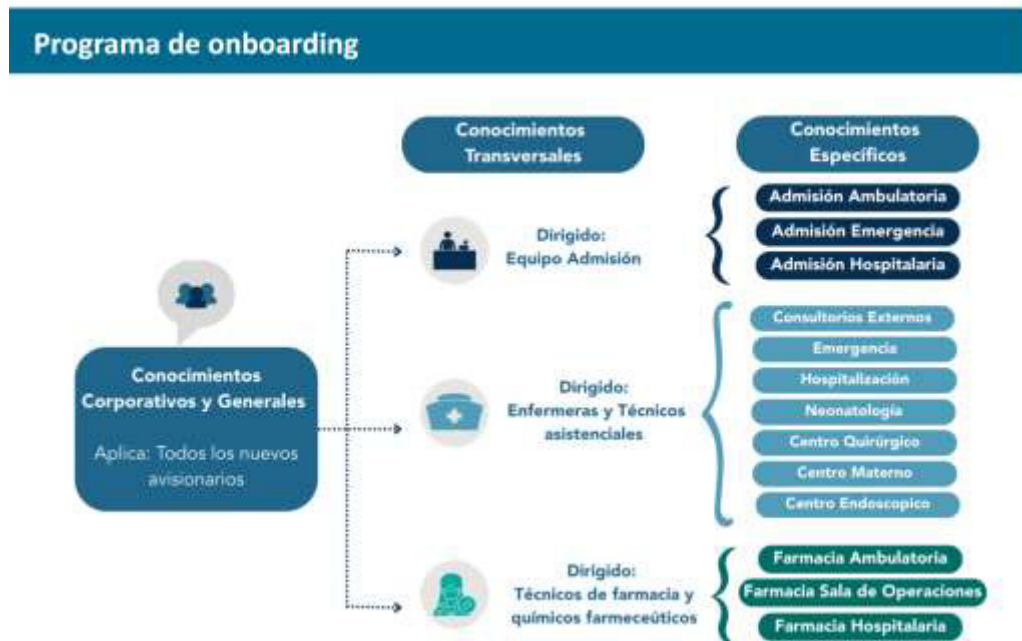 Programa de onboarding
Conocimientos
Transversales
Conocimientos
Específicos
Conocimientos
Corporativos y Generales
Aplica: Todos los nuevos
avisionarios
Dirigido:
Equipo Admisión
Admisión Ambulatoria
Admisión Emergencia
Admisión Hospitalaria
Dirigido:
Enfermeras y Técnicos
asistenciales
Consultorios Externos
Emergencia
Hospitalización
Neonatología
Centro Quirúrgico
Centro Materno
Centro Endoscopico
Dirigido:
Técnicos de farmacia y
químicos farmeceúticos
Farmacia Ambulatoria
Farmacia Sala de Operaciones
Farmacia Hospitalaria